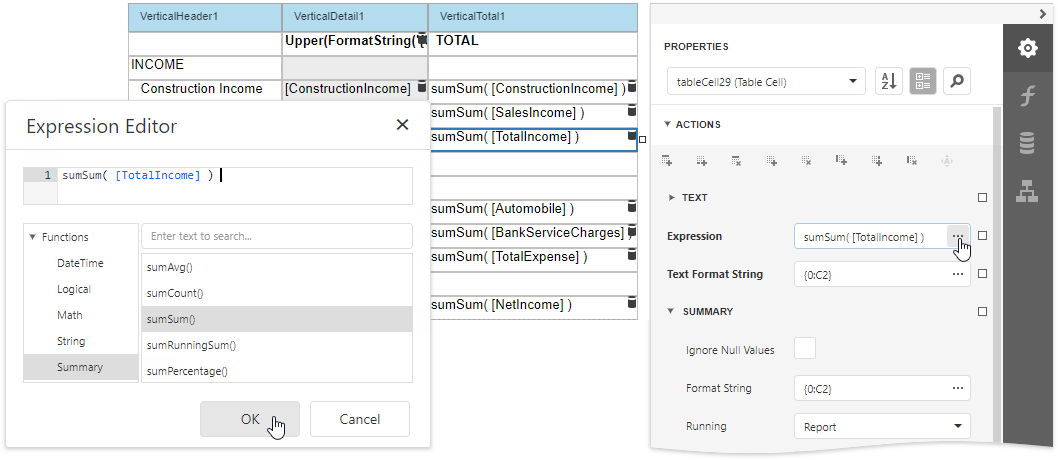 VerticalHeader1 VerticalDetail1 VerticalTotal1
Upper(FormatString('{ TOTAL
INCOME
Construction Income [ConstructionIncome] sumSum( [ConstructionIncome] )
sumSum( [SalesIncome] )
sumSum( [TotalIncome] )
sumSum( [Automobile] )
sumSum( [BankServiceCharges] )
sumSum( [TotalExpense] )
sumSum( [NetIncome] )
Expression Editor
1 sumSum( [TotalIncome] )
Functions
DateTime
Logical
Math
String
Summary
Enter text to search...
sumAvg()
sumCount()
sumSum()
sumRunningSum()
sumPercentage()
OK Cancel
PROPERTIES
tableCell29 (Table Cell)
ACTIONS
TEXT
Expression sumSum( [TotalIncome] ) ...
Text Format String {0:C2} ...
SUMMARY
Ignore Null Values
Format String {0:C2} ...
Running Report